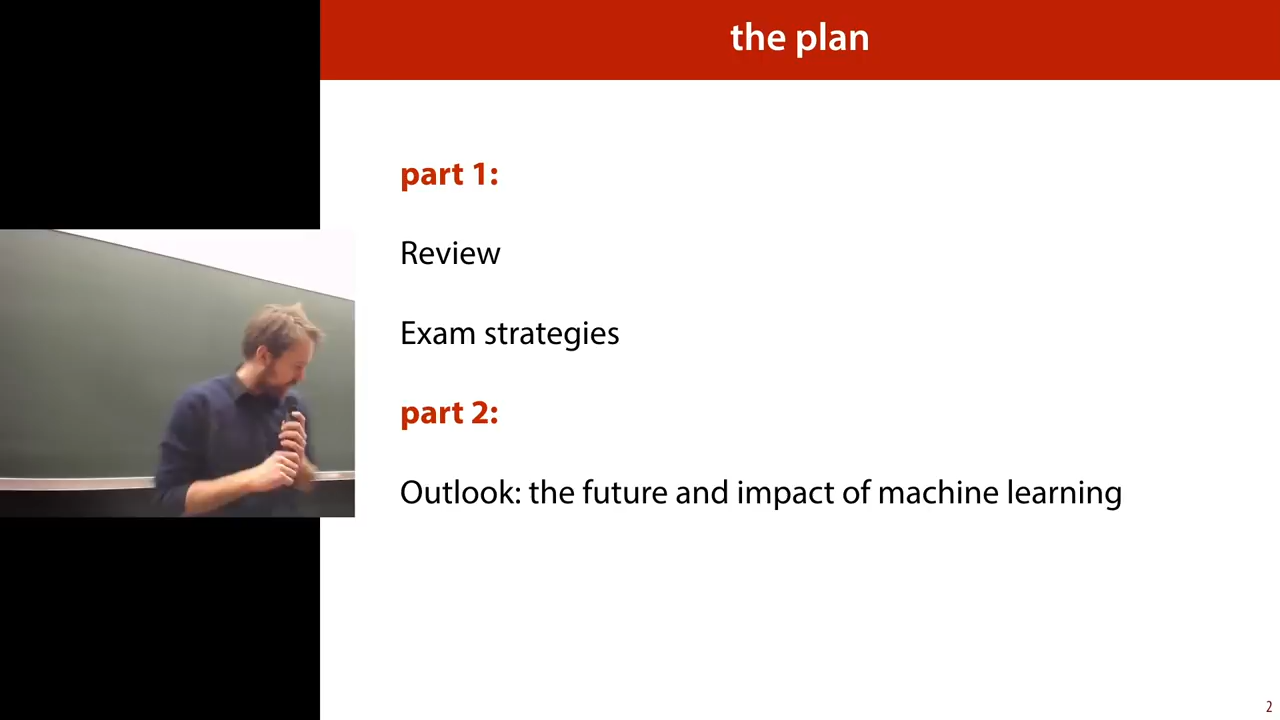 the plan
part 1:
Review
Exam strategies
part 2:
Outlook: the future and impact of machine learning
2